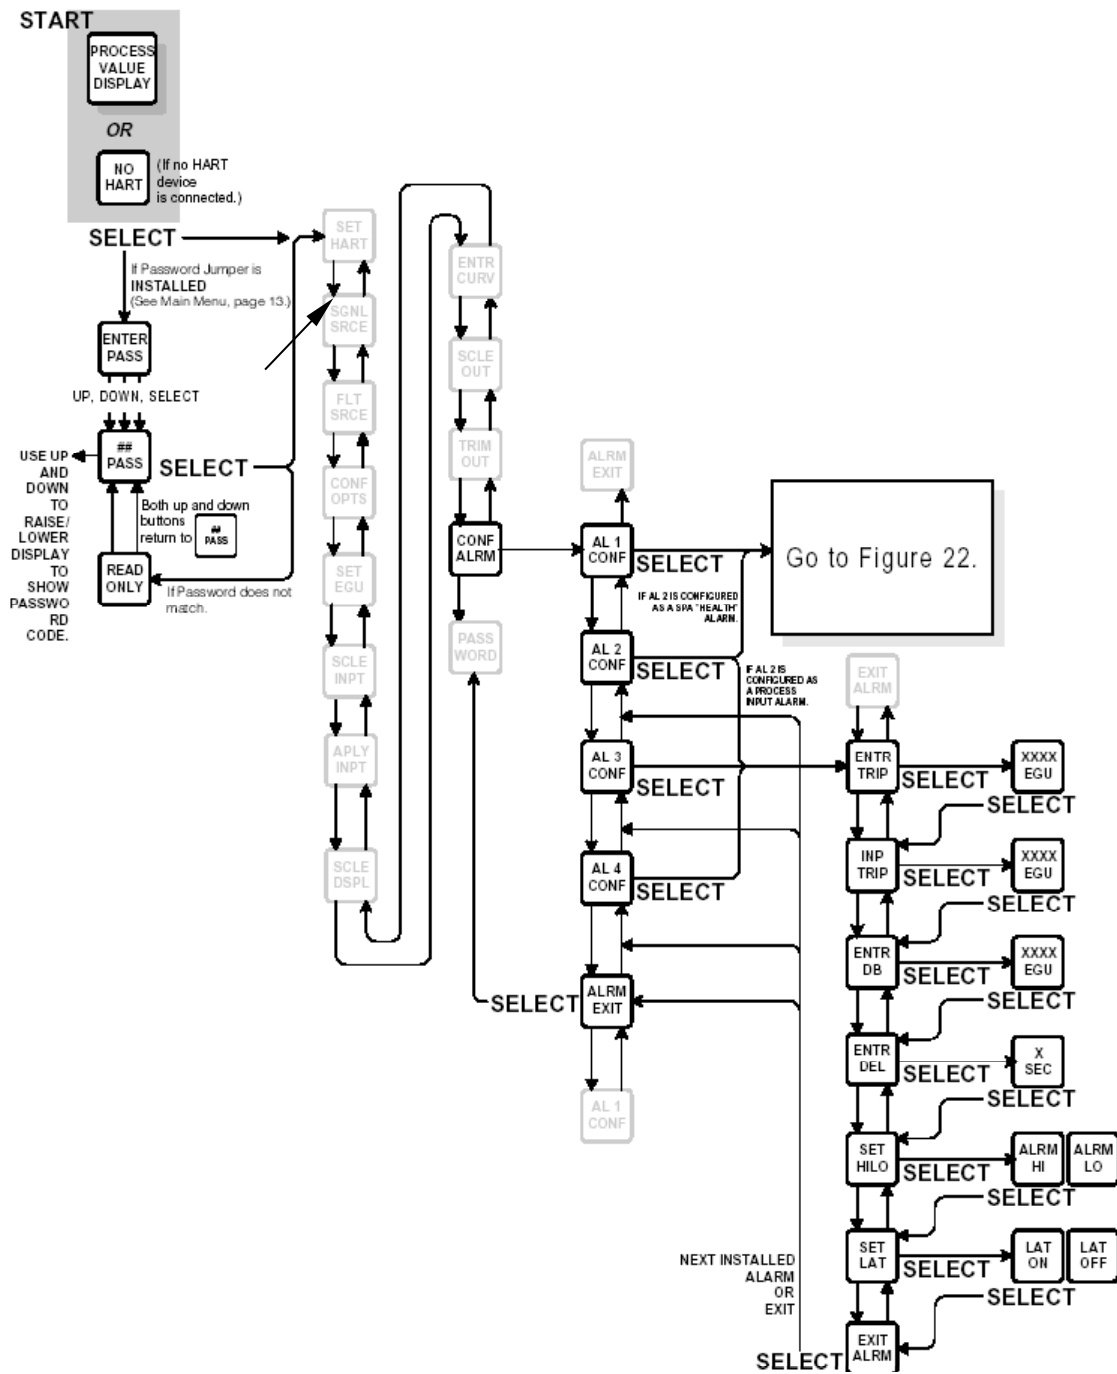 START
PROCESS
VALUE
DISPLAY
OR
NO
HART
(If no HART
device
is connected.)
SELECT
If Password Jumper is
INSTALLED
(See Main Menu, page 13.)
ENTER
PASS
UP, DOWN, SELECT
##
PASS
SELECT
USE UP
AND
DOWN
TO
RAISE/
LOWER
DISPLAY
TO
SHOW
PASSWO
RD
CODE.
Both up and down
buttons
return to
##
PASS
READ
ONLY
If Password does not
match.
SET
HART
SGNL
SRCE
FLT
SRCE
CONF
OPTS
SET
EGU
SCLE
INPT
APLY
INPT
SCLE
DSPL
ENTR
CURV
SCLE
OUT
TRIM
OUT
CONF
ALRM
PASS
WORD
ALRM
EXIT
AL 1
CONF
SELECT
IF AL 2 IS CONFIGURED
AS A SPA "HEALTH"
ALARM.
AL 2
CONF
SELECT
IF AL 2 IS
CONFIGURED AS
A PROCESS
INPUT ALARM.
AL 3
CONF
SELECT
AL 4
CONF
SELECT
SELECT
ALRM
EXIT
AL 1
CONF
Go to Figure 22.
EXIT
ALRM
ENTR
TRIP
SELECT
XXXX
EGU
SELECT
INP
TRIP
SELECT
XXXX
EGU
SELECT
ENTR
DB
SELECT
XXXX
EGU
SELECT
ENTR
DEL
SELECT
X
SEC
SELECT
SET
HILO
SELECT
ALRM
HI
ALRM
LO
SELECT
SET
LAT
SELECT
LAT
ON
LAT
OFF
SELECT
NEXT INSTALLED
ALARM
OR
EXIT
SELECT
EXIT
ALRM